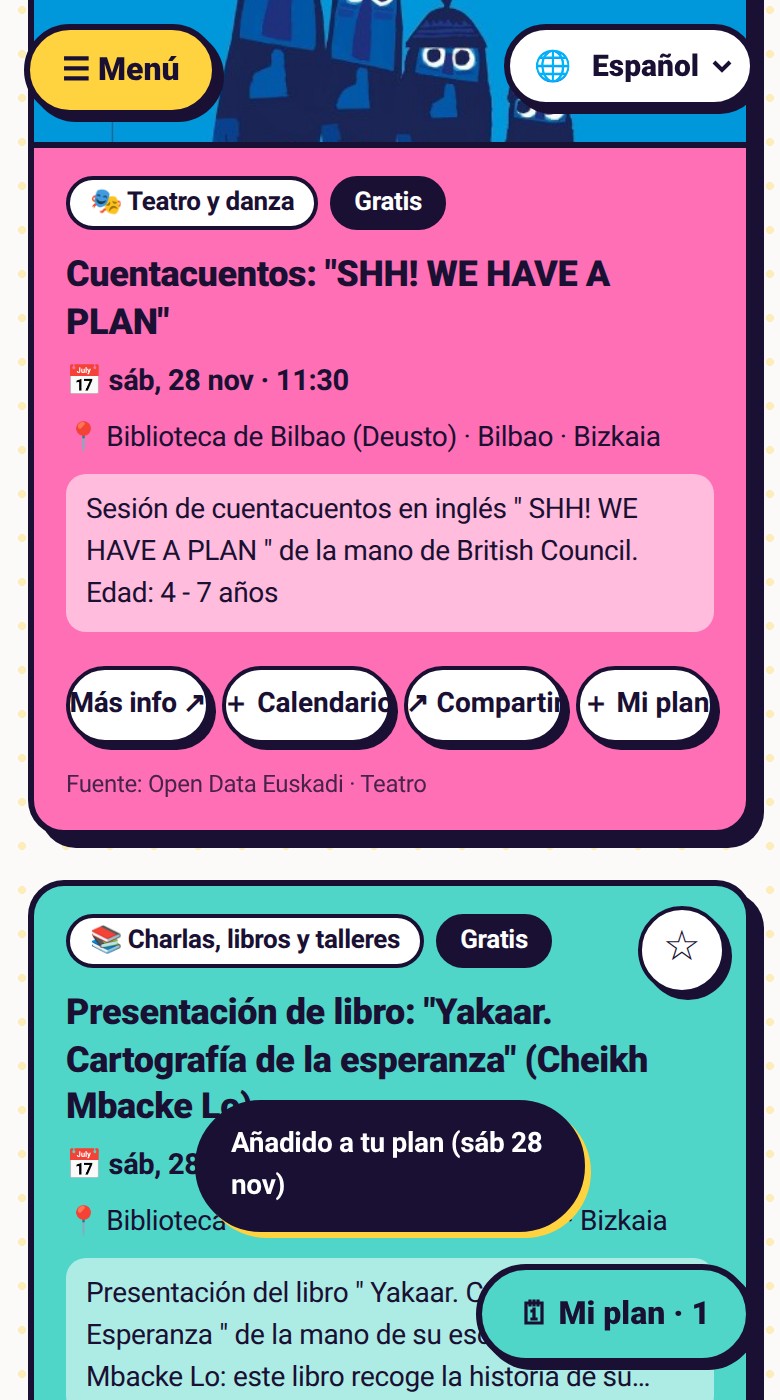 ☰ Menú
🌐 Español
🎭 Teatro y danza
Gratis
Cuentacuentos: "SHH! WE HAVE A
PLAN"
📅 sáb, 28 nov · 11:30
📍 Biblioteca de Bilbao (Deusto) · Bilbao · Bizkaia
Sesión de cuentacuentos en inglés " SHH! WE
HAVE A PLAN " de la mano de British Council.
Edad: 4 - 7 años
Más info ↗
+ Calendario
↗ Compartir
+ Mi plan
Fuente: Open Data Euskadi · Teatro
📚 Charlas, libros y talleres
Gratis
☆
Presentación de libro: "Yakaar.
Cartografía de la esperanza" (Cheikh
Mbacke Lo)
📅 sáb, 28
📍 Biblioteca · Bizkaia
Añadido a tu plan (sáb 28
nov)
Presentación del libro " Yakaar.
Esperanza " de la mano de su
Mbacke Lo: este libro recoge la historia de su...
🗓 Mi plan · 1